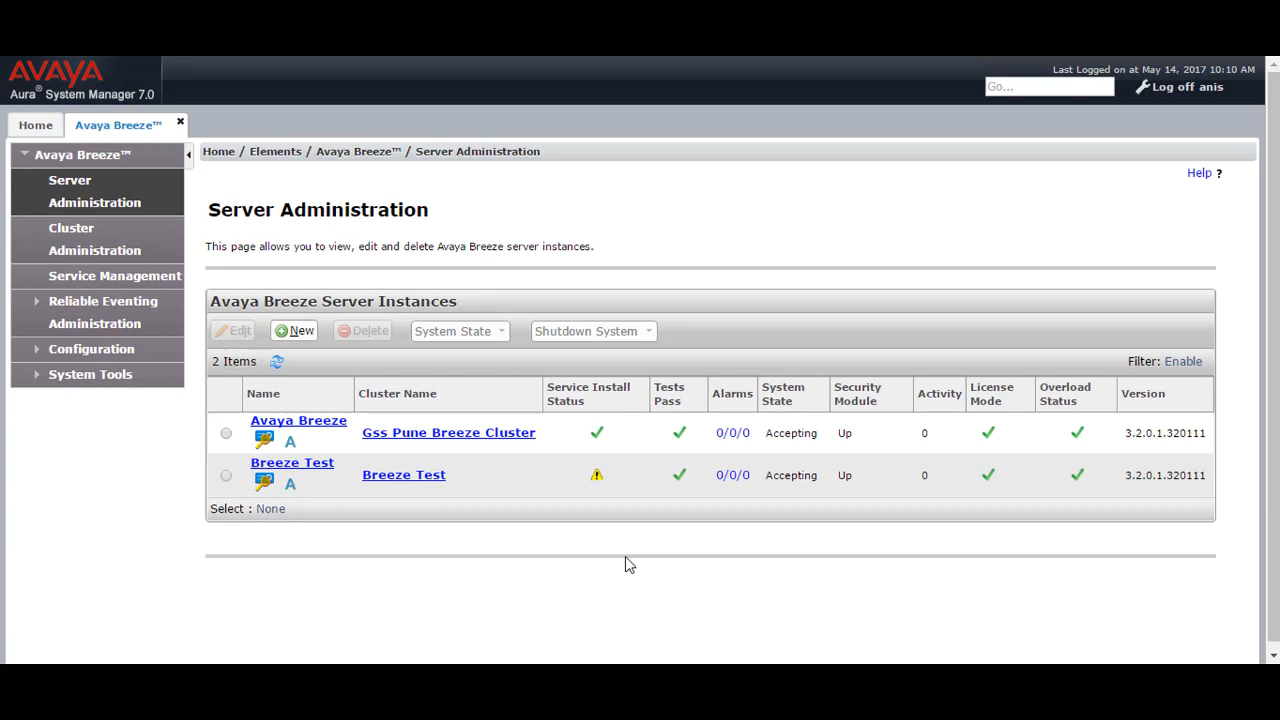 AVAYA
Aura® System Manager 7.0
Last Logged on at May 14, 2017 10:10 AM
Go...
Log off anis
Home
Avaya Breeze™
Avaya Breeze™
Server
Administration
Cluster
Administration
Service Management
Reliable Eventing
Administration
Configuration
System Tools
Home / Elements / Avaya Breeze™ / Server Administration
Help ?
Server Administration
This page allows you to view, edit and delete Avaya Breeze server instances.
Avaya Breeze Server Instances
Edit New Delete System State Shutdown System
2 Items Filter: Enable
Name Cluster Name Service Install Status Tests Pass Alarms System State Security Module Activity License Mode Overload Status Version
Avaya Breeze A Gss Pune Breeze Cluster 0/0/0 Accepting Up 0 3.2.0.1.320111
Breeze Test A Breeze Test 0/0/0 Accepting Up 0 3.2.0.1.320111
Select : None